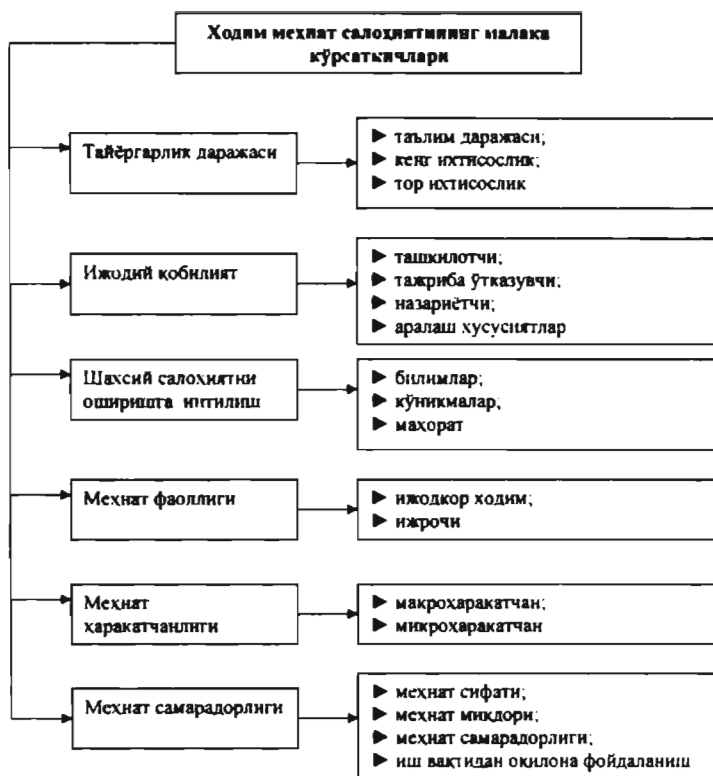 Ходим меҳнат салоҳиятининг малака
кўрсаткичлари
Тайёргарлик даражаси
► таълим даражаси;
► кенг ихтисослик;
► тор ихтисослик
Ижодий қобилият
► ташкилотчи;
► тажриба ўтказувчи;
► назариётчи;
► аралаш хусусиятлар
Шахсий салоҳиятни
оширишга интилиш
► билимлар;
► кўникмалар;
► маҳорат
Меҳнат фаоллиги
► ижодкор ходим;
► ижрочи
Меҳнат
ҳаракатчанлиги
► макроҳаракатчан;
► микроҳаракатчан
Меҳнат самарадорлиги
► меҳнат сифати;
► меҳнат миқдори;
► меҳнат самарадорлиги;
► иш вақтидан оқилона фойдаланиш